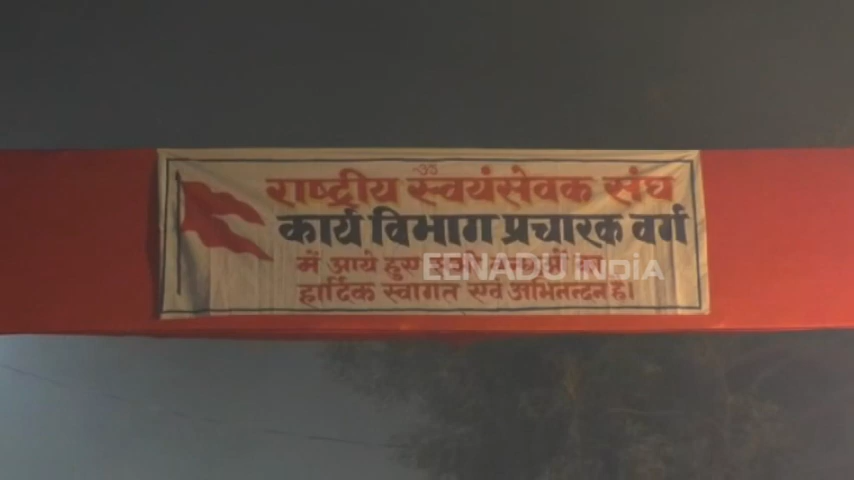 ॐ
राष्ट्रीय स्वयंसेवक संघ
कार्य विभाग प्रचारक वर्ग
में आये हुए
EENADU INDIA
हार्दिक स्वागत एवं अभिनन्दन है।